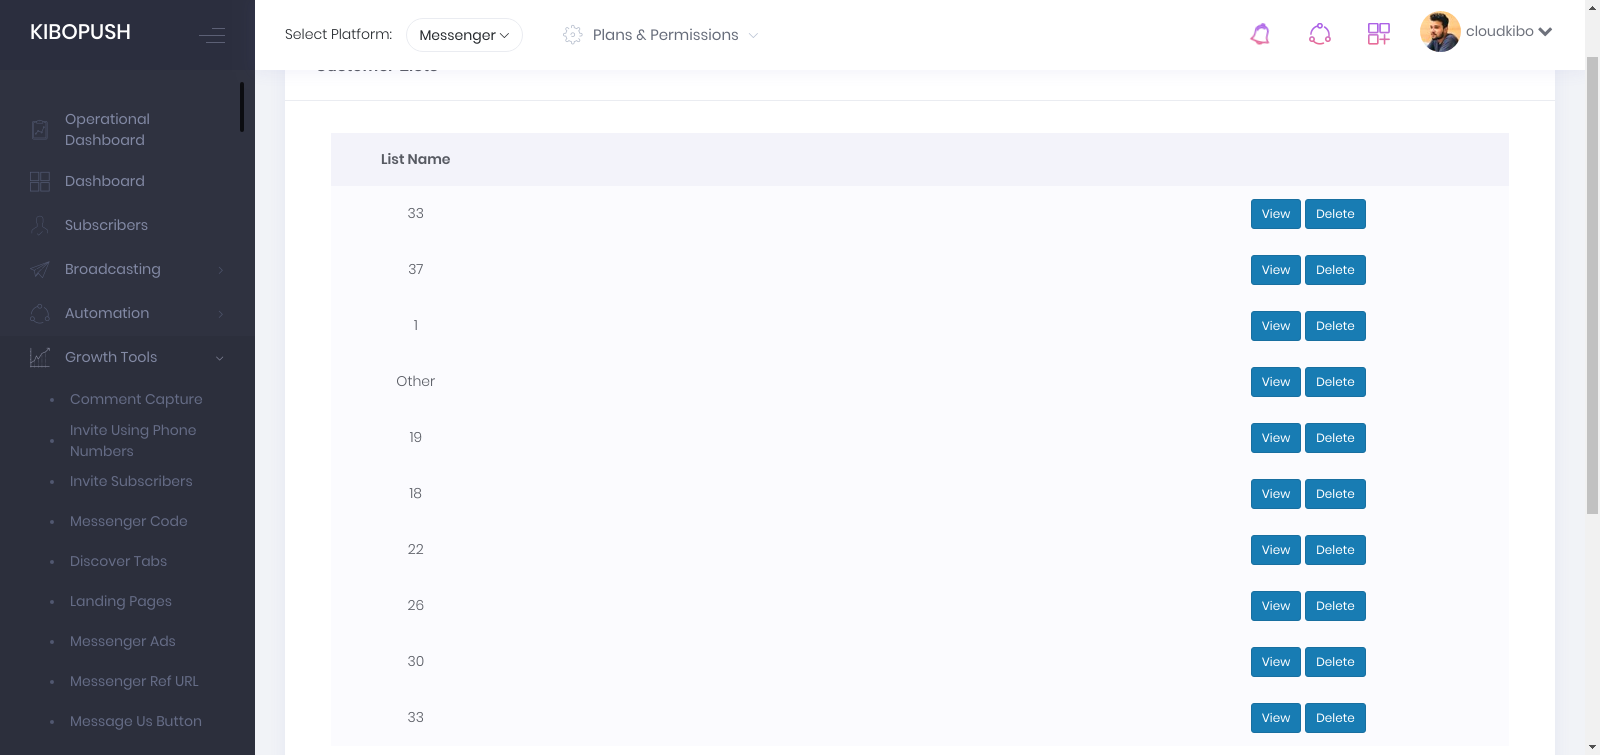 KIBOPUSH
Select Platform:
Messenger
Plans & Permissions
cloudkibo
Operational
Dashboard
Dashboard
Subscribers
Broadcasting
Automation
Growth Tools
Comment Capture
Invite Using Phone
Numbers
Invite Subscribers
Messenger Code
Discover Tabs
Landing Pages
Messenger Ads
Messenger Ref URL
Message Us Button
Customer Lists
List Name
33 View Delete
37 View Delete
1 View Delete
Other View Delete
19 View Delete
18 View Delete
22 View Delete
26 View Delete
30 View Delete
33 View Delete